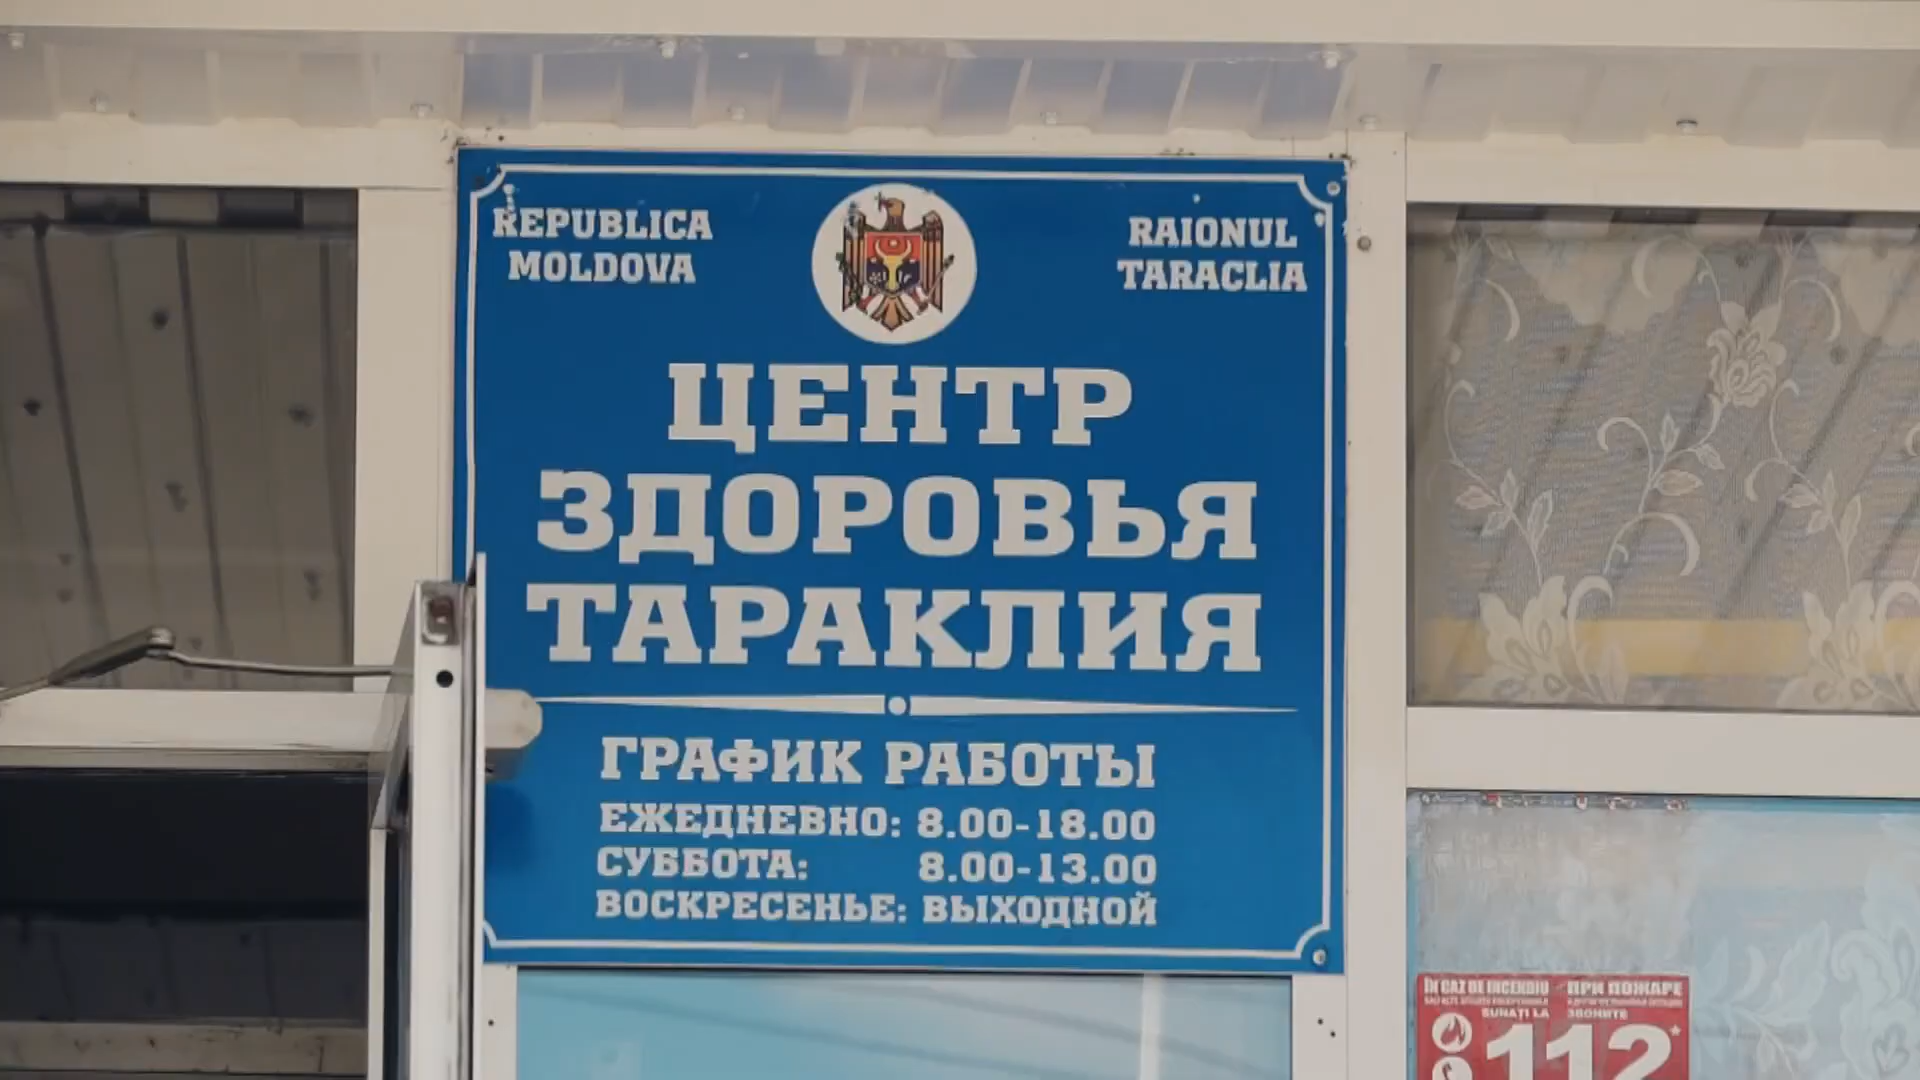 REPUBLICA
MOLDOVA
RAIONUL
TARACLIA
ЦЕНТР
ЗДОРОВЬЯ
ТАРАКЛИЯ
ГРАФИК РАБОТЫ
ЕЖЕДНЕВНО: 8.00-18.00
СУББОТА: 8.00-13.00
ВОСКРЕСЕНЬЕ: ВЫХОДНОЙ
ÎN CAZ DE INCENDIU
SUNAȚI LA
ПРИ ПОЖАРЕ
ЗВОНИТЕ
112*